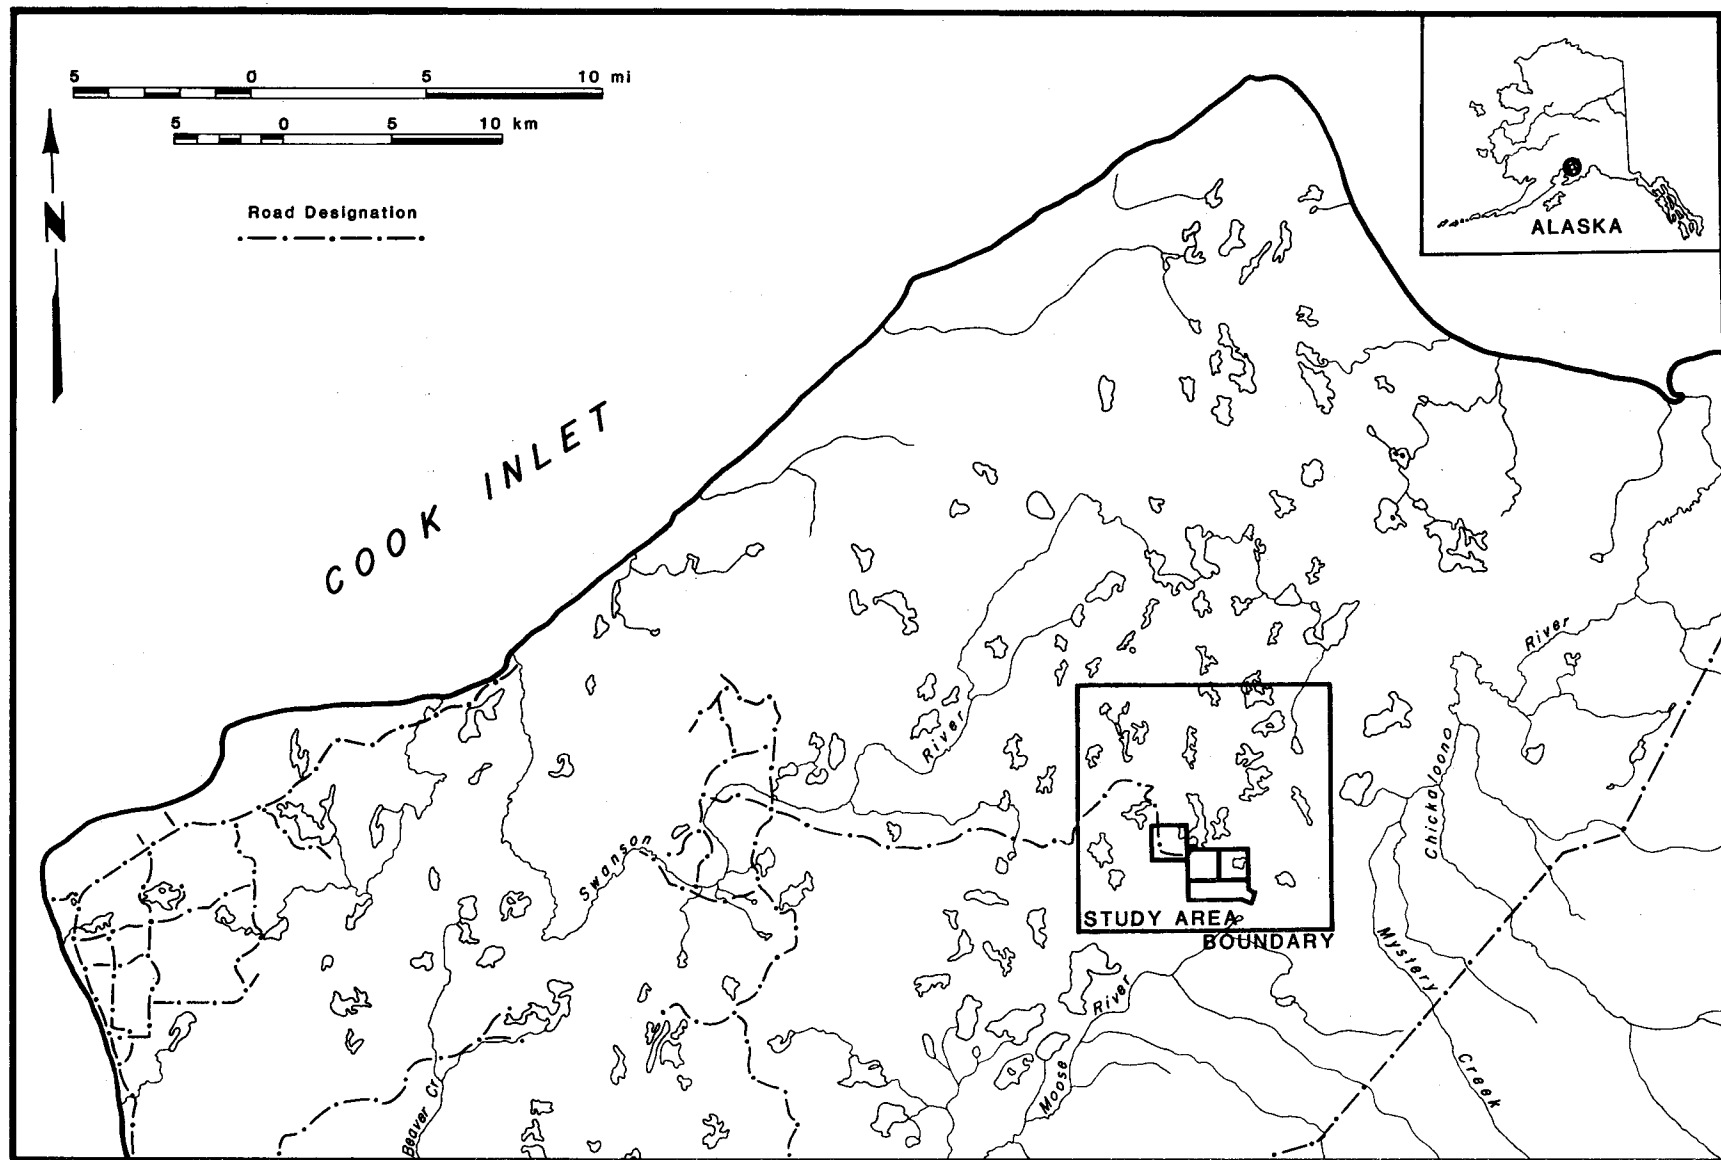 5 0 5 10 mi
5 0 5 10 km
N
Road Designation
ALASKA
COOK INLET
River
River
Chickaloono
Swanson
STUDY AREA
BOUNDARY
Mystery
River
Creek
Moose
Beaver Cr